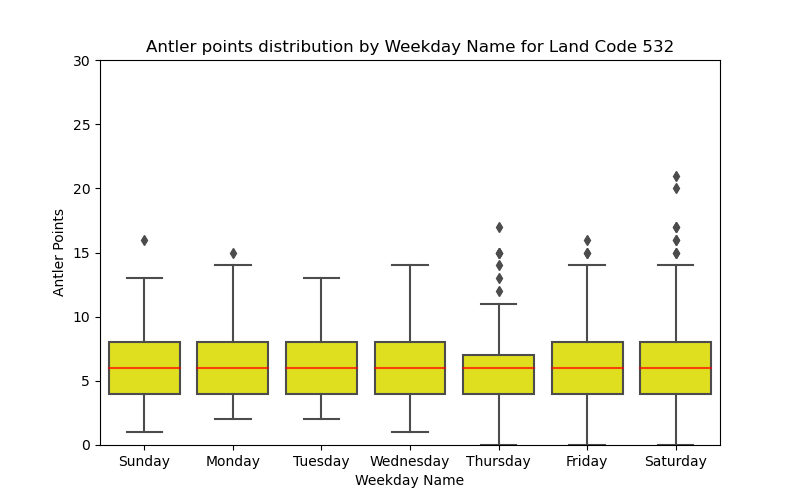 Antler points distribution by Weekday Name for Land Code 532
Antler Points
30
25
20
15
10
5
0
Sunday Monday Tuesday Wednesday Thursday Friday Saturday
Weekday Name